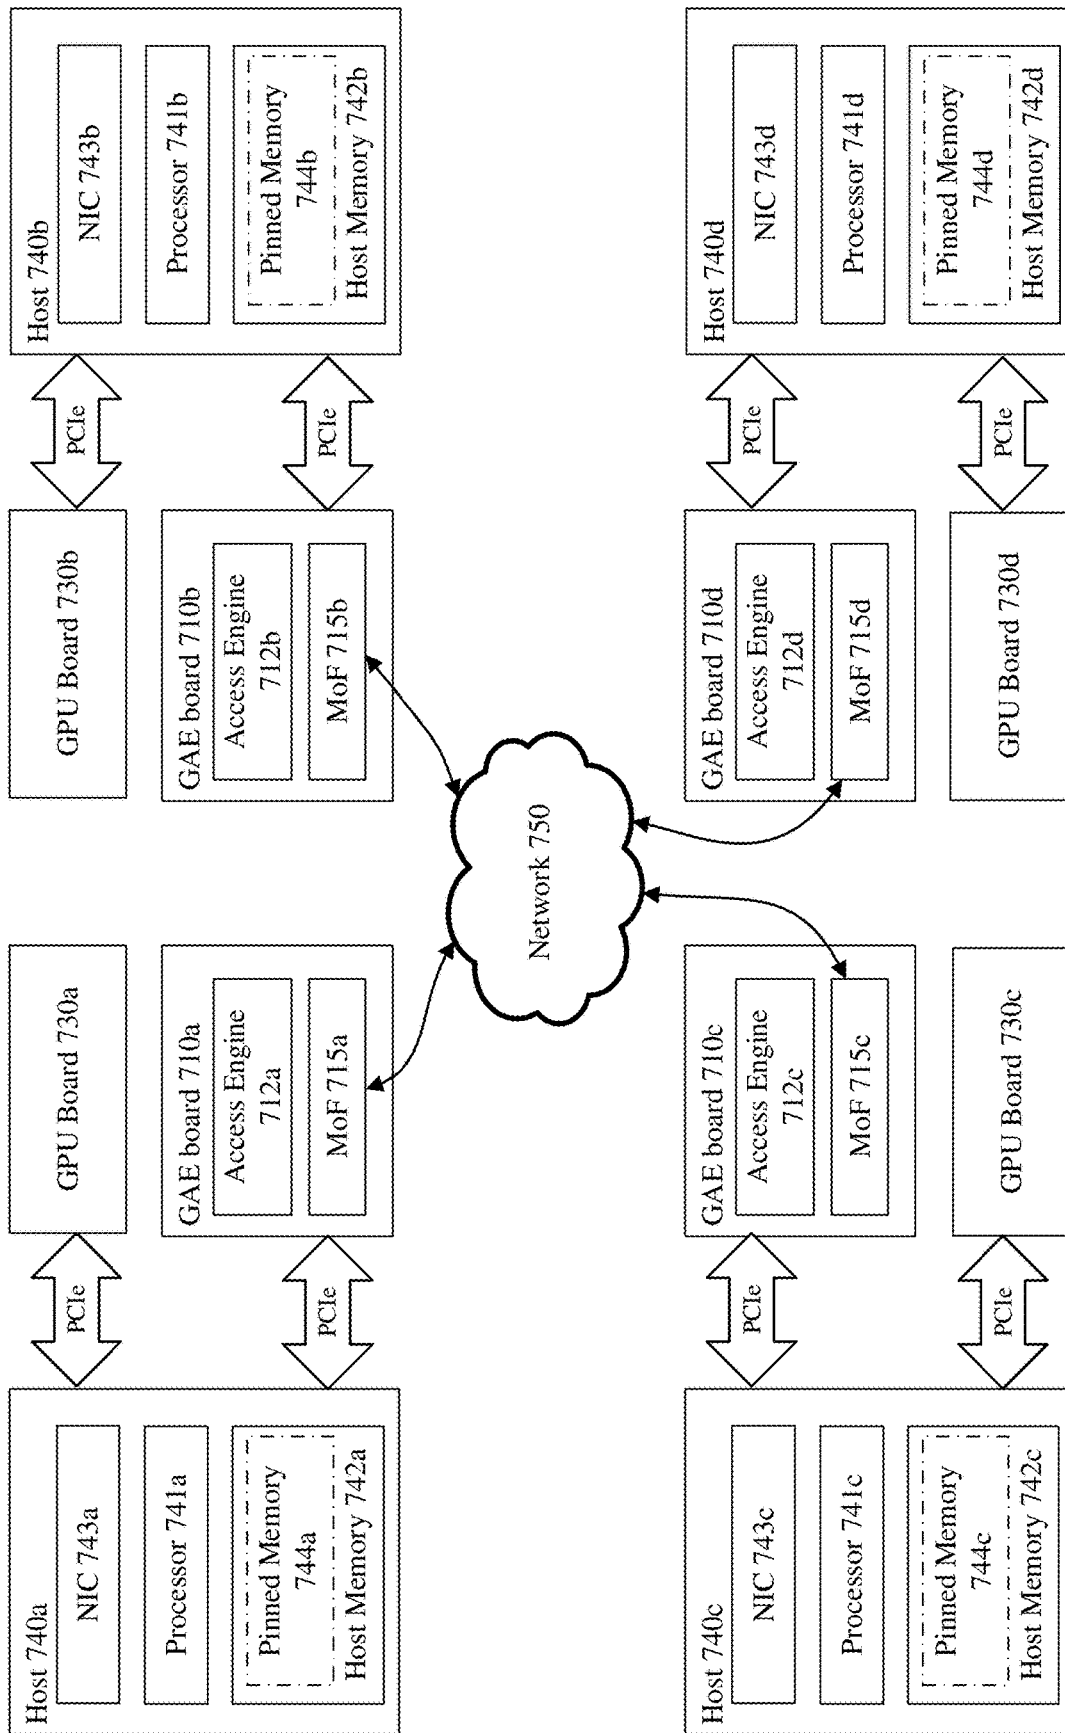 Host 740a
NIC 743a
Processor 741a
Pinned Memory
744a
Host Memory 742a
PCIe
PCIe
GPU Board 730a
GAE board 710a
Access Engine
712a
MoF 715a
GPU Board 730b
GAE board 710b
Access Engine
712b
MoF 715b
PCIe
PCIe
Host 740b
NIC 743b
Processor 741b
Pinned Memory
744b
Host Memory 742b
Network 750
Host 740c
NIC 743c
Processor 741c
Pinned Memory
744c
Host Memory 742c
PCIe
PCIe
GAE board 710c
Access Engine
712c
MoF 715c
GPU Board 730c
GAE board 710d
Access Engine
712d
MoF 715d
GPU Board 730d
PCIe
PCIe
Host 740d
NIC 743d
Processor 741d
Pinned Memory
744d
Host Memory 742d